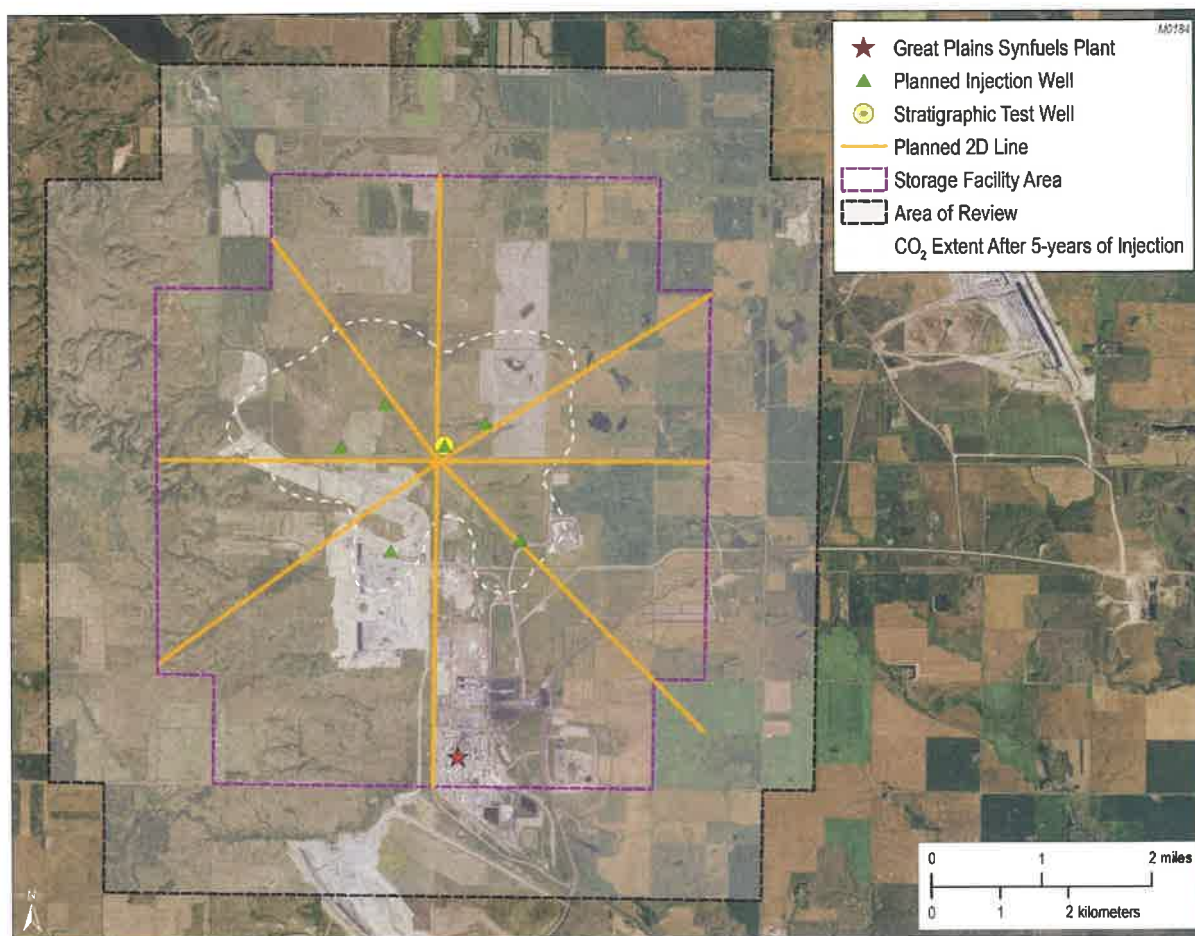 M0184
Great Plains Synfuels Plant
Planned Injection Well
Stratigraphic Test Well
Planned 2D Line
Storage Facility Area
Area of Review
CO₂ Extent After 5-years of Injection
0 1 2 miles
0 1 2 kilometers
N